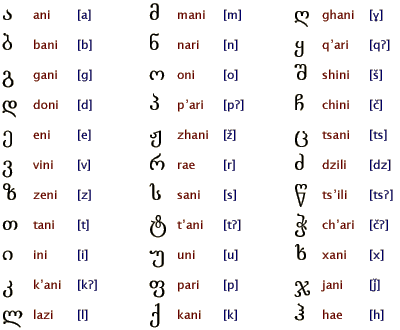 ა ani [a] მ mani [m] ღ ghani [ɣ]
ბ bani [b] ნ nari [n] ყ q'ari [qʔ]
გ gani [g] ო oni [o] შ shini [š]
დ doni [d] პ p'ari [pʔ] ჩ chini [č]
ე eni [e] ჟ zhani [ž] ც tsani [ts]
ვ vini [v] რ rae [r] ძ dzili [dz]
ზ zeni [z] ს sani [s] წ ts'ili [tsʔ]
თ tani [t] ტ t'ani [tʔ] ჭ ch'ari [čʔ]
ი ini [i] უ uni [u] ხ xani [x]
კ k'ani [kʔ] ფ pari [p] ჯ jani [ǰ]
ლ lazi [l] ქ kani [k] ჰ hae [h]